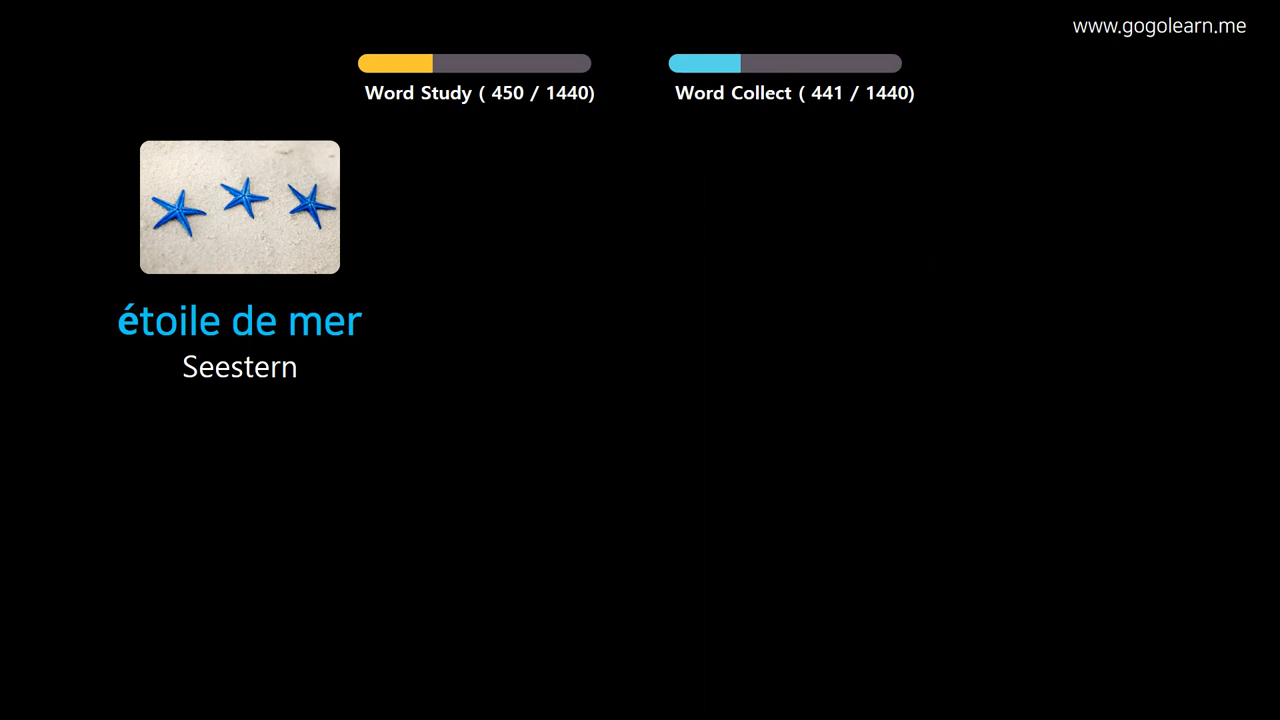 www.gogolearn.me
Word Study ( 450 / 1440)
Word Collect ( 441 / 1440)
étoile de mer
Seestern